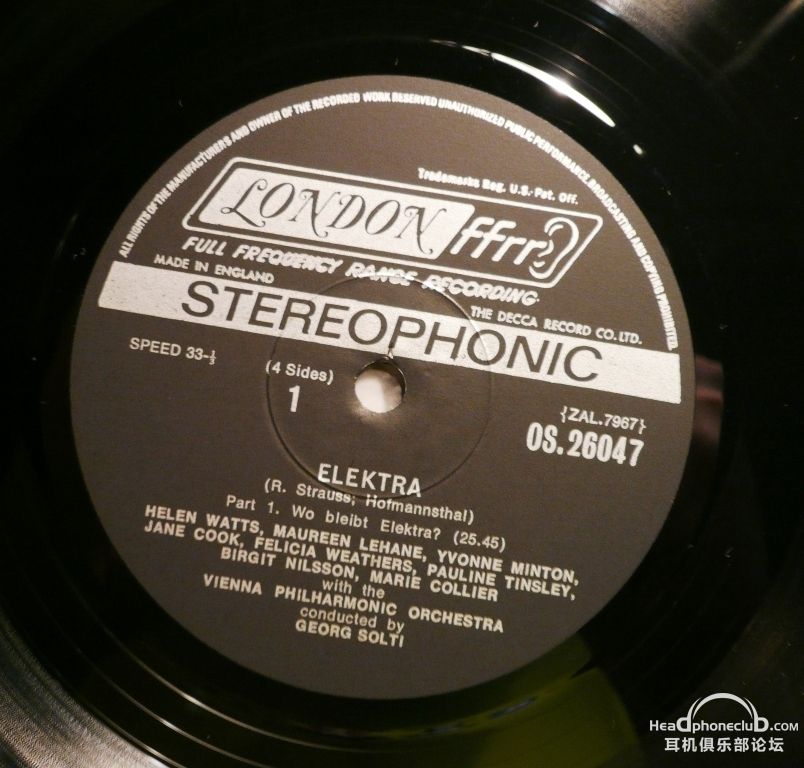 ALL RIGHTS OF THE MANUFACTURERS AND OWNER OF THE RECORDED WORK RESERVED UNAUTHORIZED PUBLIC PERFORMANCE BROADCASTING AND COPYING PROHIBITED.
Trademarks Reg. U.S. Pat. Off.
LONDON ffrr
FULL FREQUENCY RANGE RECORDING
MADE IN ENGLAND
THE DECCA RECORD CO. LTD.
STEREOPHONIC
SPEED 33-⅓
(4 Sides)
1
{ZAL.7967}
OS.26047
ELEKTRA
(R. Strauss; Hofmannsthal)
Part 1. Wo bleibt Elektra? (25.45)
HELEN WATTS, MAUREEN LEHANE, YVONNE MINTON,
JANE COOK, FELICIA WEATHERS, PAULINE TINSLEY,
BIRGIT NILSSON, MARIE COLLIER
with the
VIENNA PHILHARMONIC ORCHESTRA
conducted by
GEORG SOLTI
Headphoneclub.com
耳机俱乐部论坛